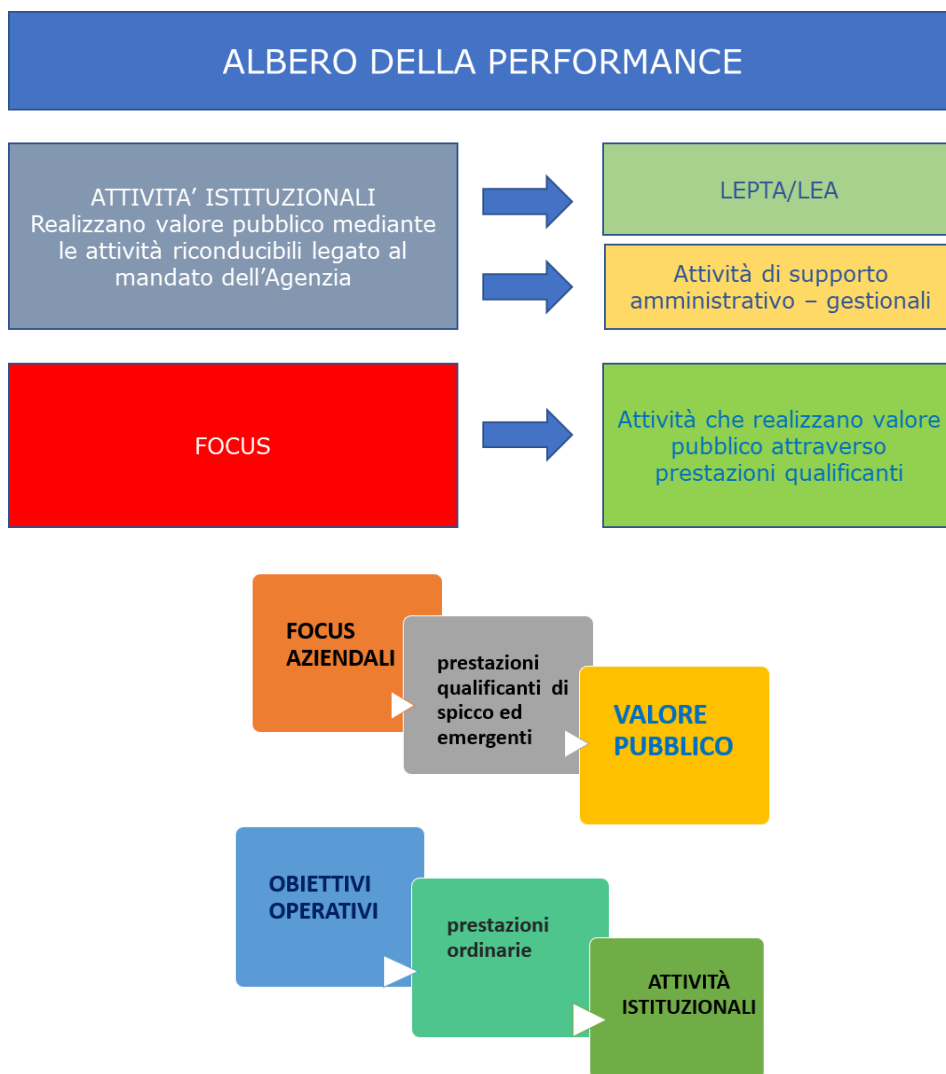 ALBERO DELLA PERFORMANCE
ATTIVITA’ ISTITUZIONALI
Realizzano valore pubblico mediante
le attività riconducibili legato al
mandato dell’Agenzia
LEPTA/LEA
Attività di supporto
amministrativo – gestionali
FOCUS
Attività che realizzano valore
pubblico attraverso
prestazioni qualificanti
FOCUS
AZIENDALI
prestazioni
qualificanti di
spicco ed
emergenti
VALORE
PUBBLICO
OBIETTIVI
OPERATIVI
prestazioni
ordinarie
ATTIVITÀ
ISTITUZIONALI